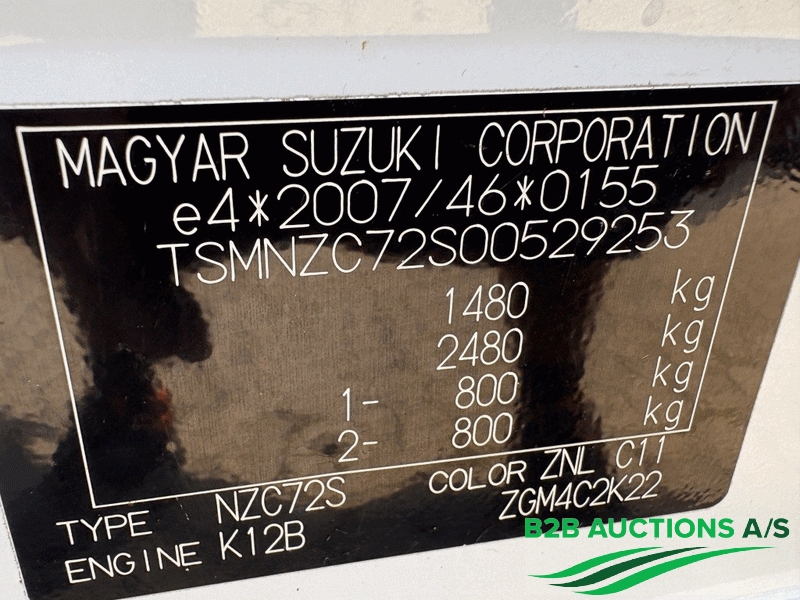 MAGYAR SUZUKI CORPORATION
e4*2007/46*0155
TSMNZC72S00529253
1480 kg
2480 kg
1- 800 kg
2- 800 kg
TYPE NZC72S COLOR ZNL C11
ENGINE K12B ZGM4C2K22
B2B AUCTIONS A/S